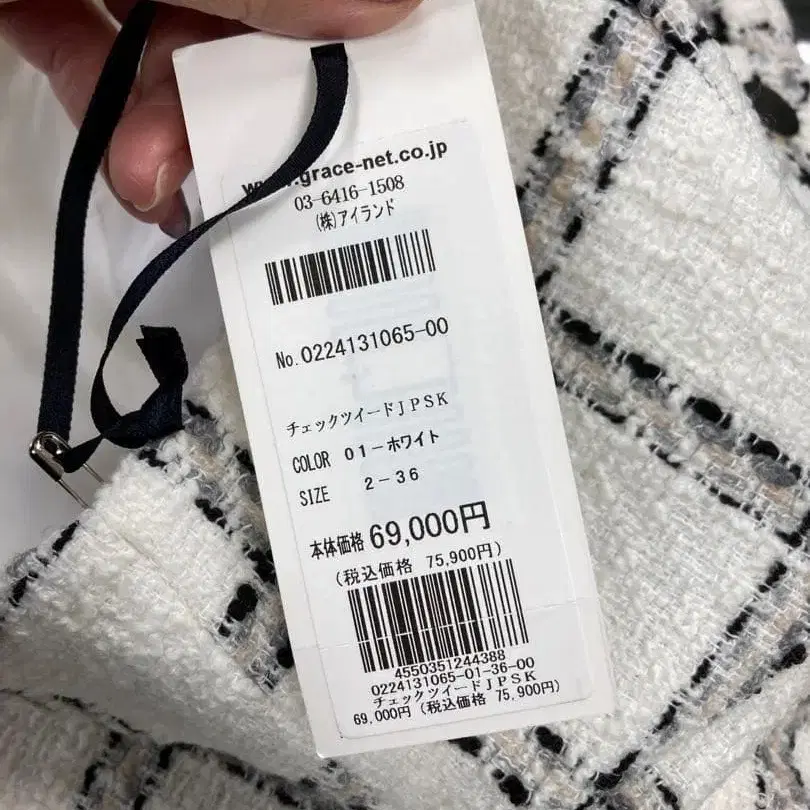 www.grace-net.co.jp
03-6416-1508
(株)アイランド
No.0224131065-00
チェックツイードJPSK
COLOR 01-ホワイト
SIZE 2-36
本体価格 69,000円
(税込価格 75,900円)
4550351244388
0224131065-01-36-00
チェックツイードJPSK
69,000円 (税込価格 75,900円)